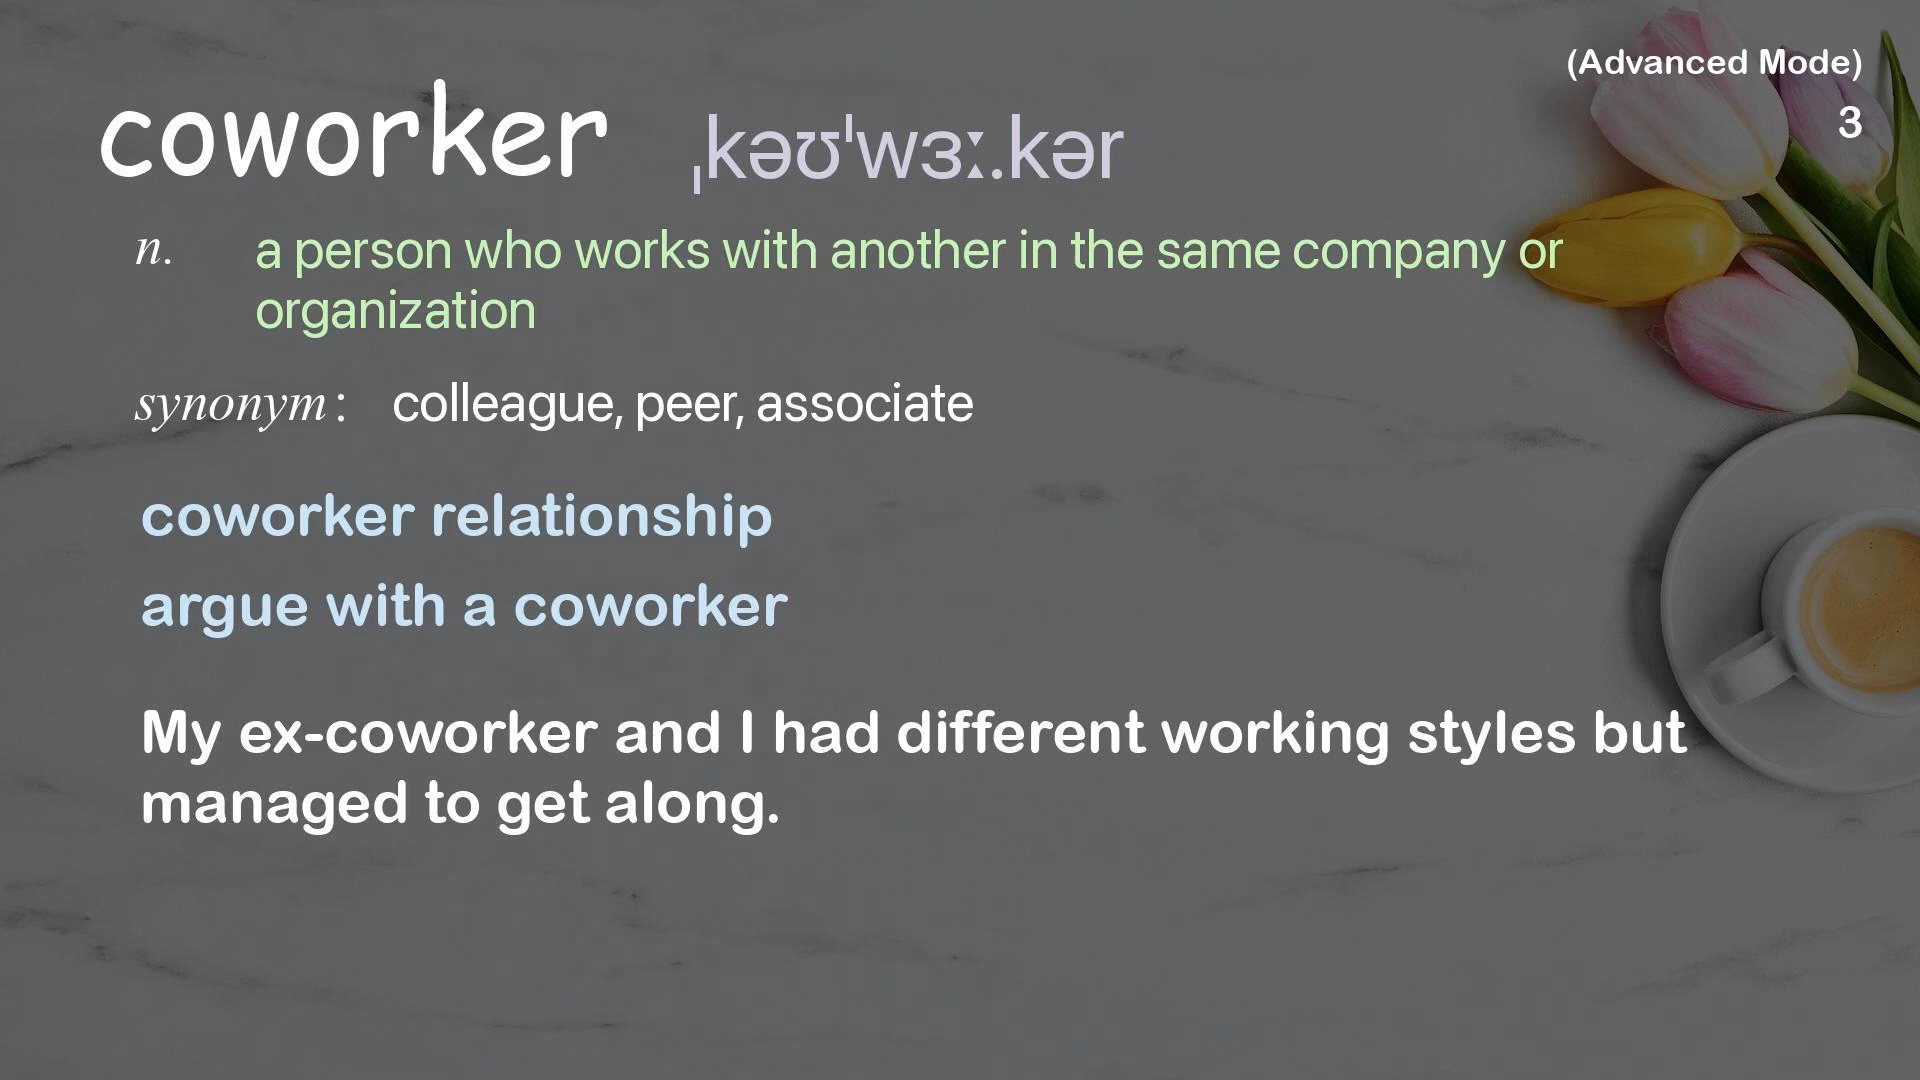 (Advanced Mode)
3
coworker ˌkəʊˈwɜː.kər
n. a person who works with another in the same company or
organization
synonym: colleague, peer, associate
coworker relationship
argue with a coworker
My ex-coworker and I had different working styles but
managed to get along.